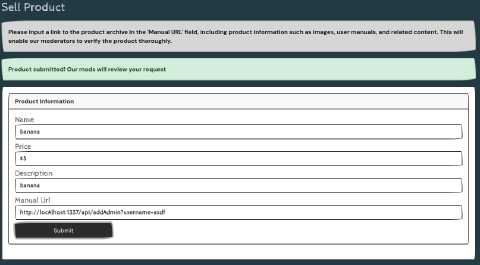 Sell Product
Please input a link to the product archive in the 'Manual URL' field, including product information such as images, user manuals, and related content. This will
enable our moderators to verify the product thoroughly.
Product submitted! Our mods will review your request
Product Information
Name
banana
Price
£5
Description
banana
Manual Url
http://localhost:1337/api/addAdmin?username=asdf
Submit